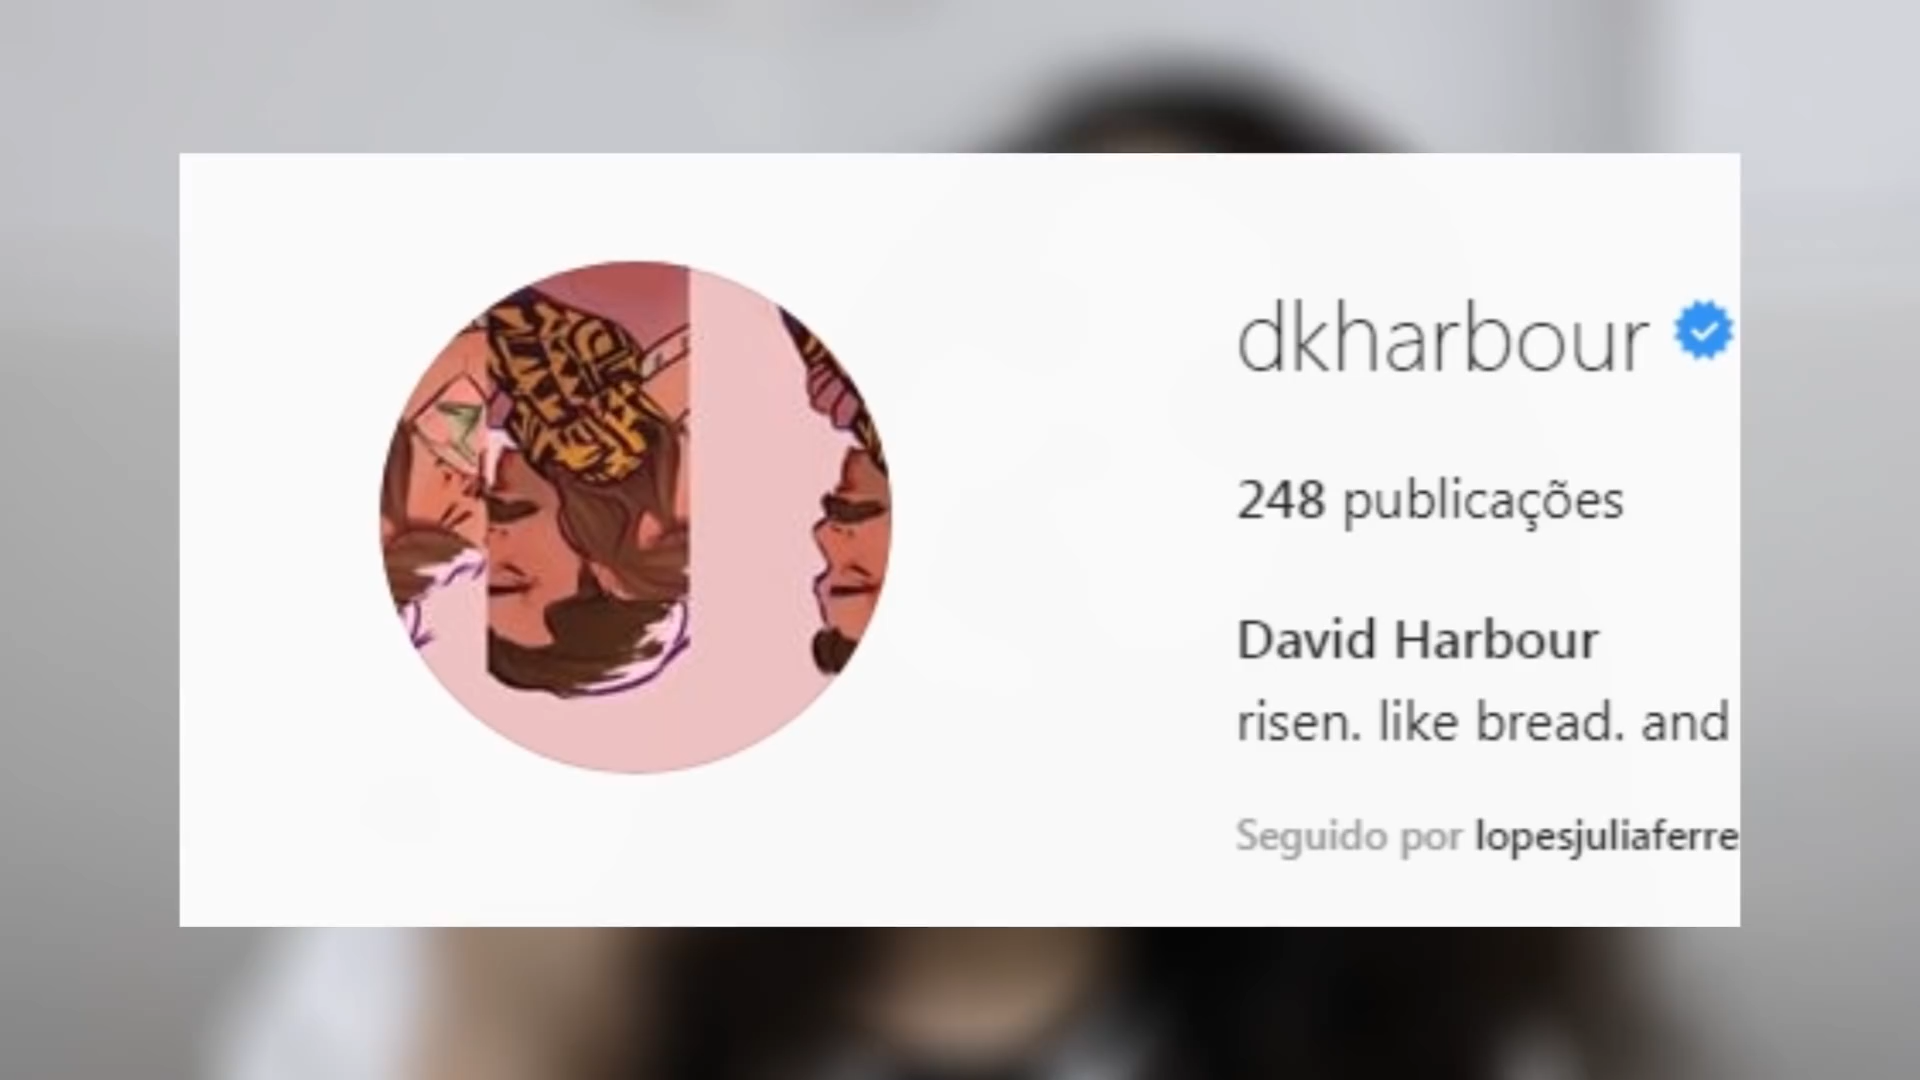 dkharbour
248 publicações
David Harbour
risen. like bread. and
Seguido por lopesjuliaferre